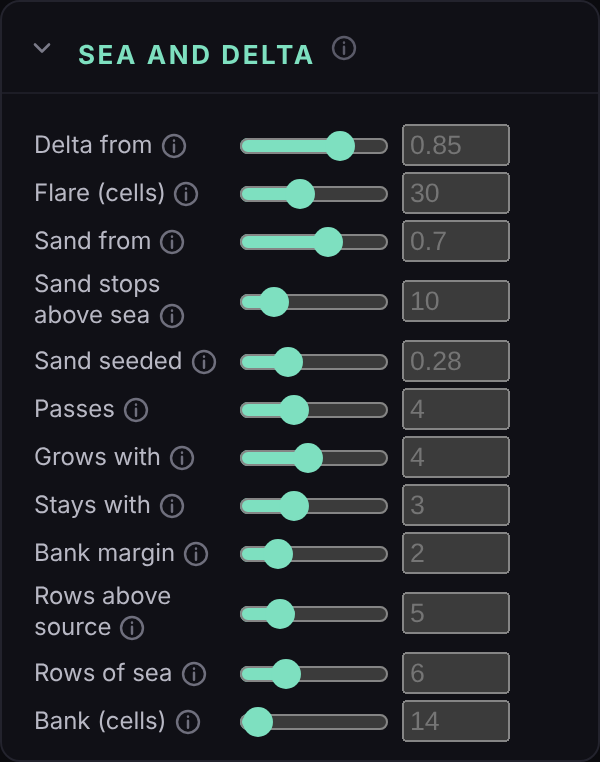 SEA AND DELTA
Delta from 0.85
Flare (cells) 30
Sand from 0.7
Sand stops
above sea 10
Sand seeded 0.28
Passes 4
Grows with 4
Stays with 3
Bank margin 2
Rows above
source 5
Rows of sea 6
Bank (cells) 14